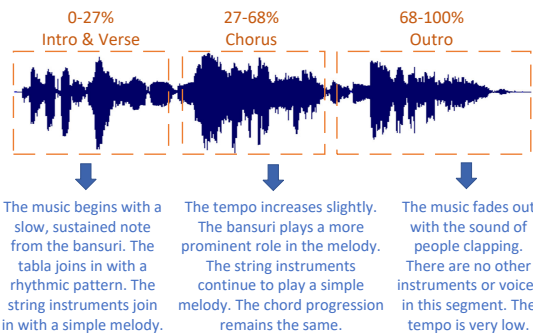 0-27%
Intro & Verse
27-68%
Chorus
68-100%
Outro
The music begins with a
slow, sustained note
from the bansuri. The
tabla joins in with a
rhythmic pattern. The
string instruments join
in with a simple melody.
The tempo increases slightly.
The bansuri plays a more
prominent role in the melody.
The string instruments
continue to play a simple
melody. The chord progression
remains the same.
The music fades out
with the sound of
people clapping.
There are no other
instruments or voice
in this segment. The
tempo is very low.